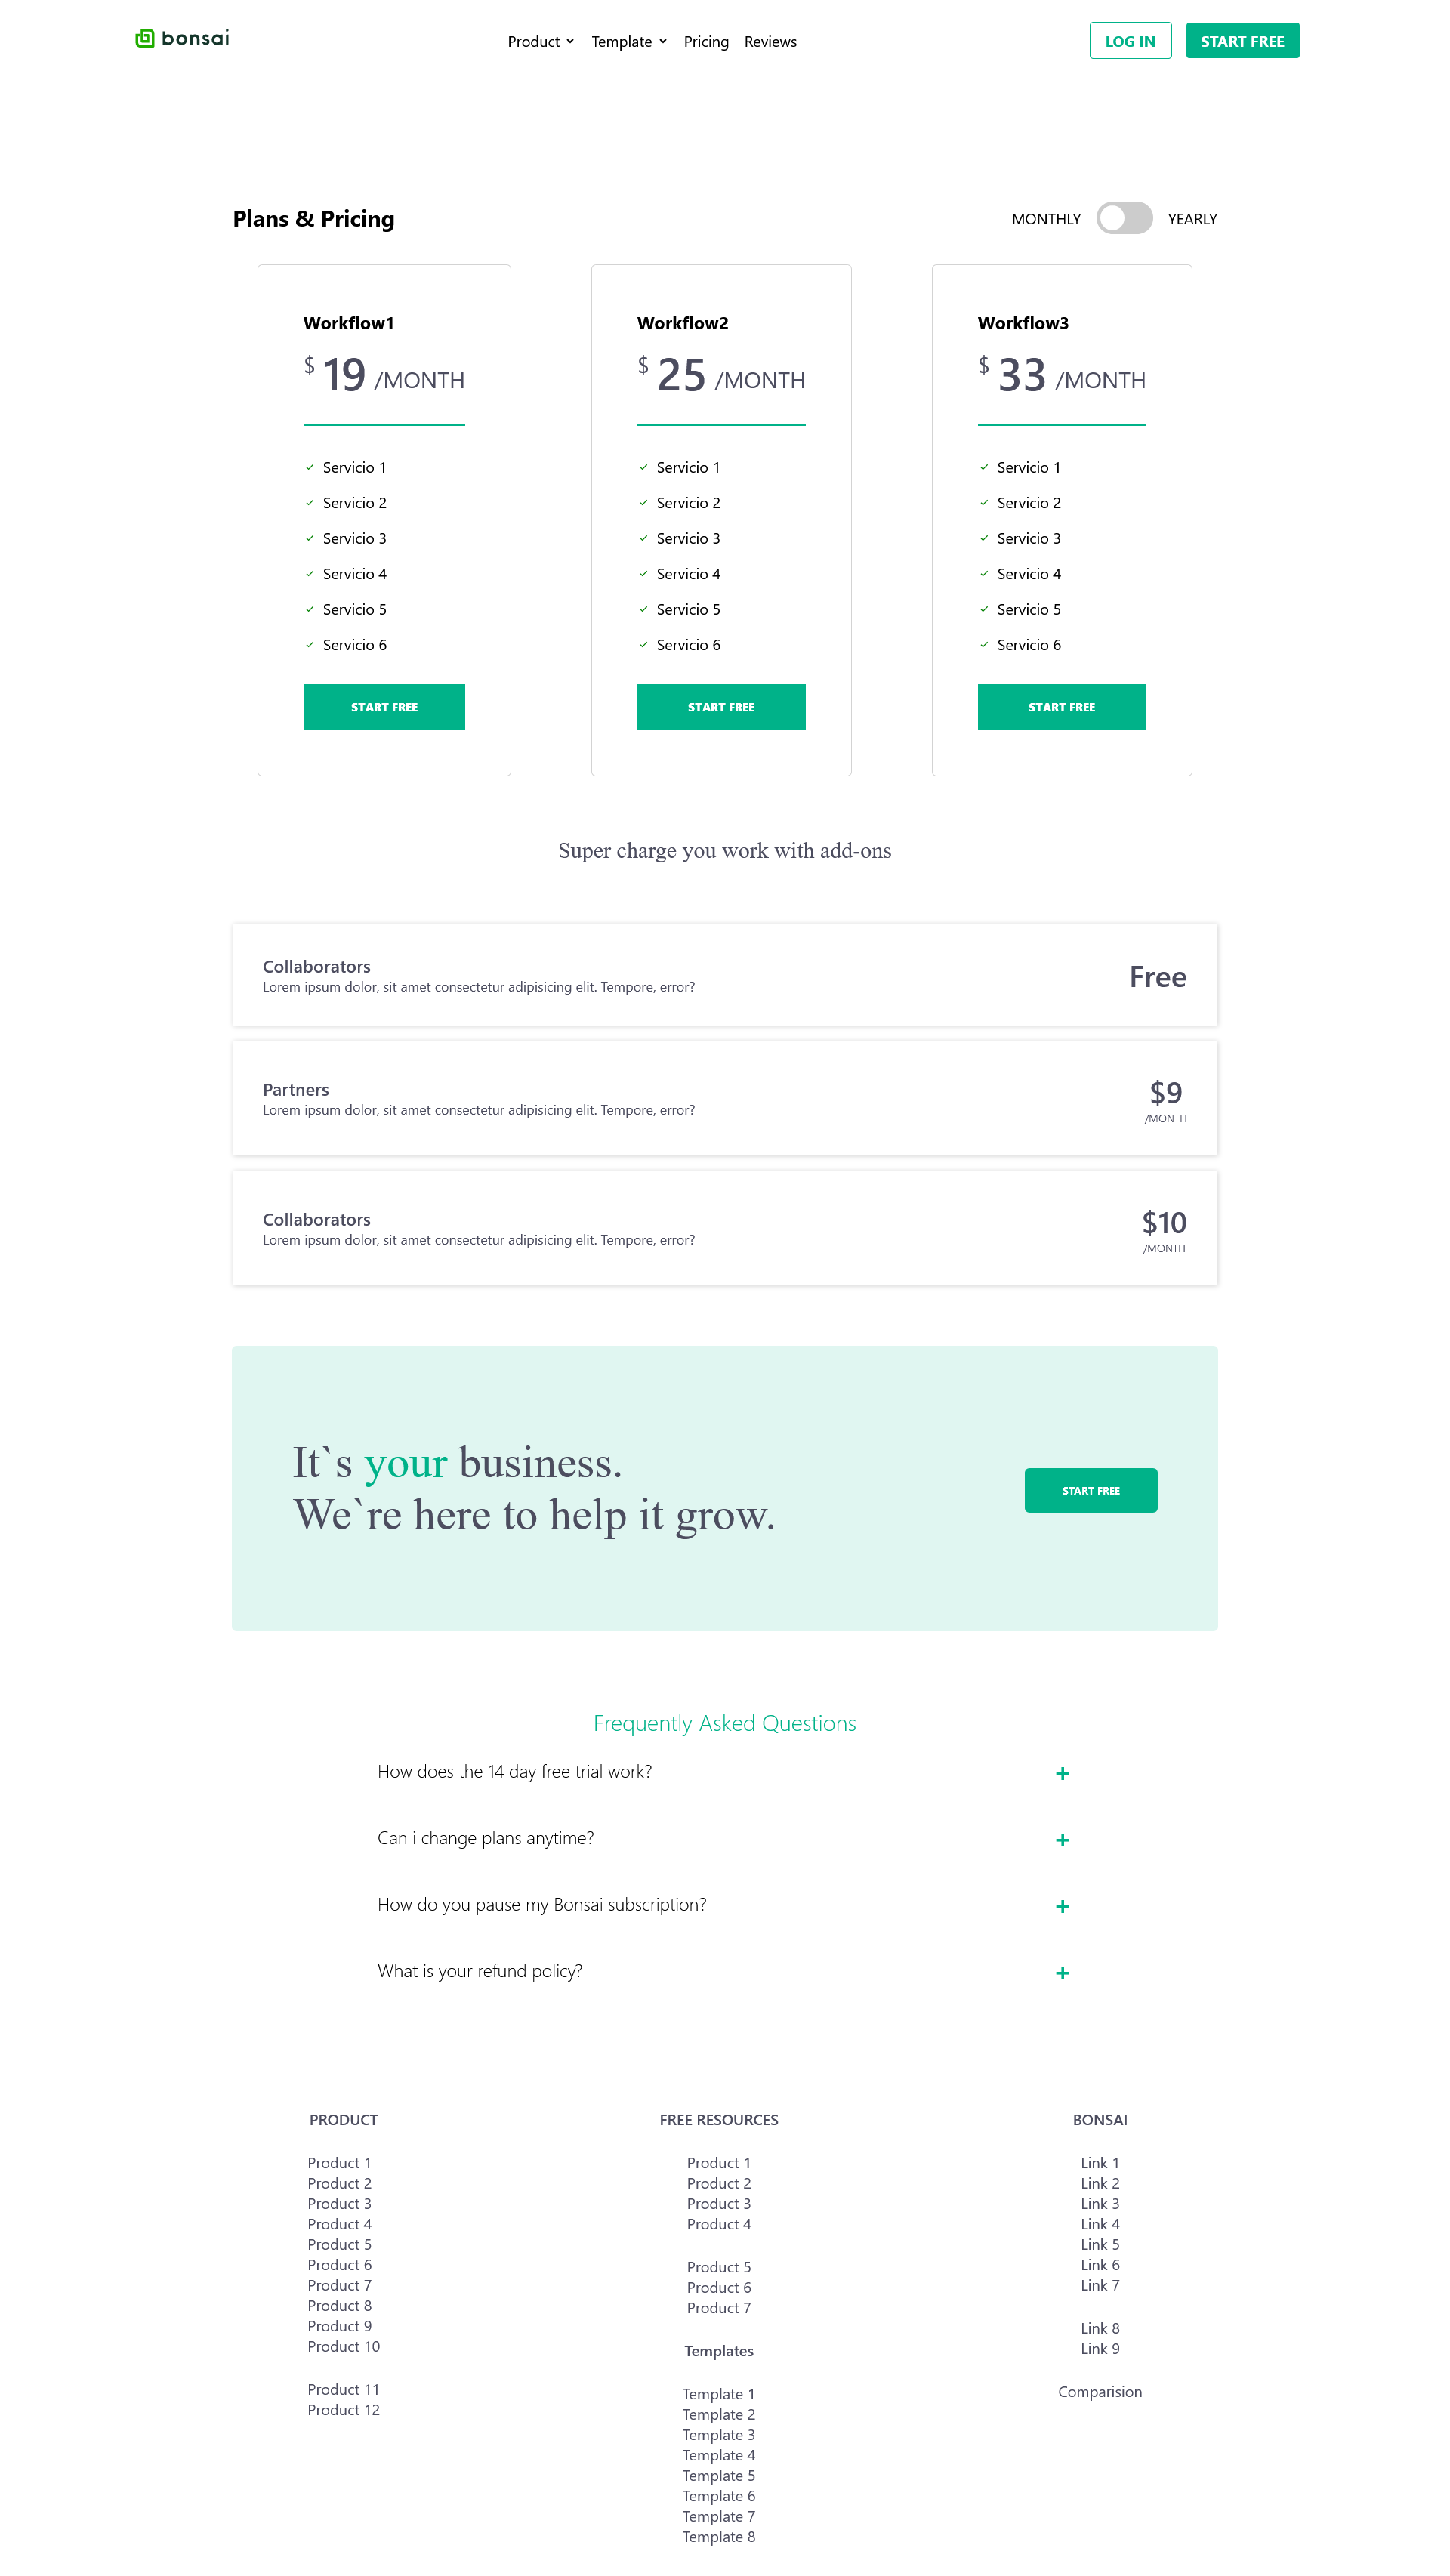 bonsai
Product Template Pricing Reviews
LOG IN START FREE
Plans & Pricing
MONTHLY YEARLY
Workflow1
$ 19 /MONTH
Servicio 1
Servicio 2
Servicio 3
Servicio 4
Servicio 5
Servicio 6
START FREE
Workflow2
$ 25 /MONTH
Servicio 1
Servicio 2
Servicio 3
Servicio 4
Servicio 5
Servicio 6
START FREE
Workflow3
$ 33 /MONTH
Servicio 1
Servicio 2
Servicio 3
Servicio 4
Servicio 5
Servicio 6
START FREE
Super charge you work with add-ons
Collaborators
Lorem ipsum dolor, sit amet consectetur adipisicing elit. Tempore, error?
Free
Partners
Lorem ipsum dolor, sit amet consectetur adipisicing elit. Tempore, error?
$9
/MONTH
Collaborators
Lorem ipsum dolor, sit amet consectetur adipisicing elit. Tempore, error?
$10
/MONTH
It`s your business.
We`re here to help it grow.
START FREE
Frequently Asked Questions
How does the 14 day free trial work? +
Can i change plans anytime? +
How do you pause my Bonsai subscription? +
What is your refund policy? +
PRODUCT
Product 1
Product 2
Product 3
Product 4
Product 5
Product 6
Product 7
Product 8
Product 9
Product 10
Product 11
Product 12
FREE RESOURCES
Product 1
Product 2
Product 3
Product 4
Product 5
Product 6
Product 7
Templates
Template 1
Template 2
Template 3
Template 4
Template 5
Template 6
Template 7
Template 8
BONSAI
Link 1
Link 2
Link 3
Link 4
Link 5
Link 6
Link 7
Link 8
Link 9
Comparision